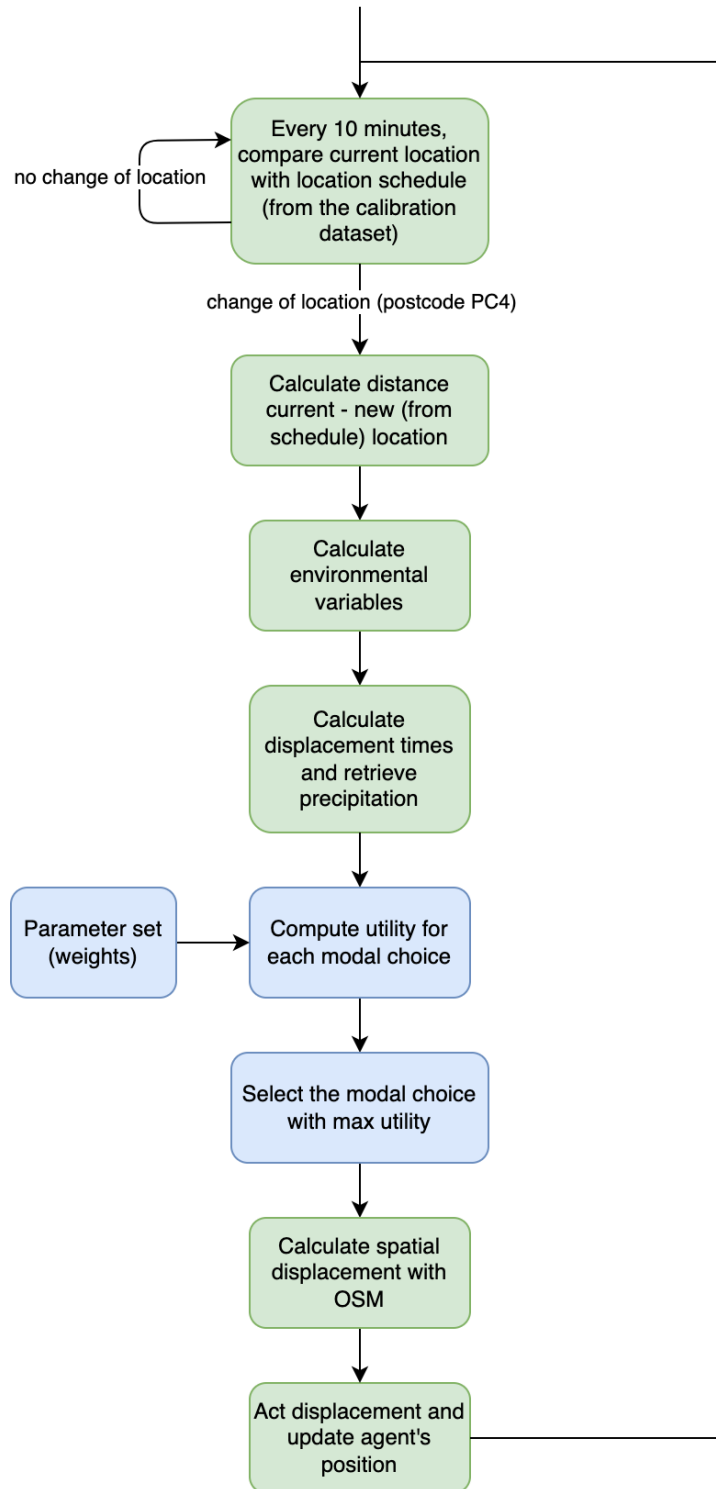 Every 10 minutes,
compare current location
with location schedule
(from the calibration
dataset)
no change of location
change of location (postcode PC4)
Calculate distance
current - new (from
schedule) location
Calculate
environmental
variables
Calculate
displacement times
and retrieve
precipitation
Parameter set
(weights)
Compute utility for
each modal choice
Select the modal choice
with max utility
Calculate spatial
displacement with
OSM
Act displacement and
update agent's
position